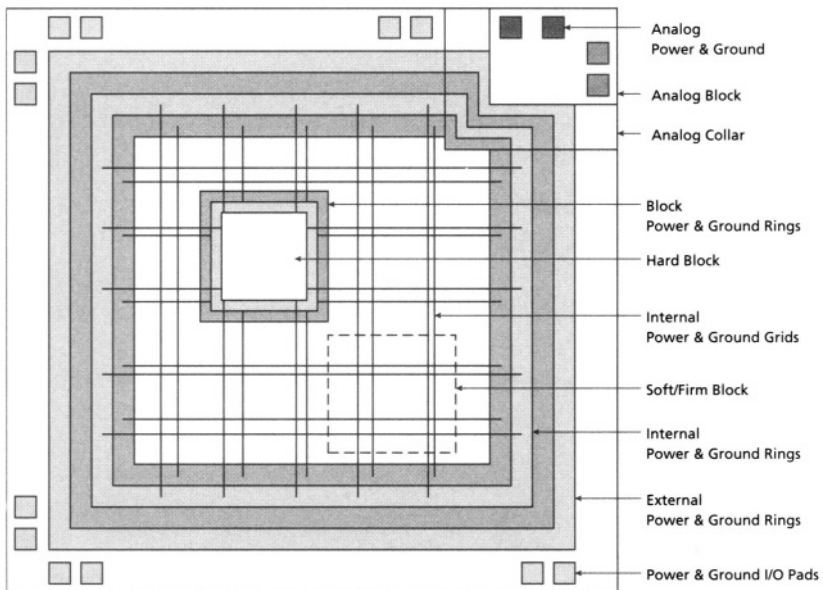 Analog
Power & Ground
Analog Block
Analog Collar
Block
Power & Ground Rings
Hard Block
Internal
Power & Ground Grids
Soft/Firm Block
Internal
Power & Ground Rings
External
Power & Ground Rings
Power & Ground I/O Pads